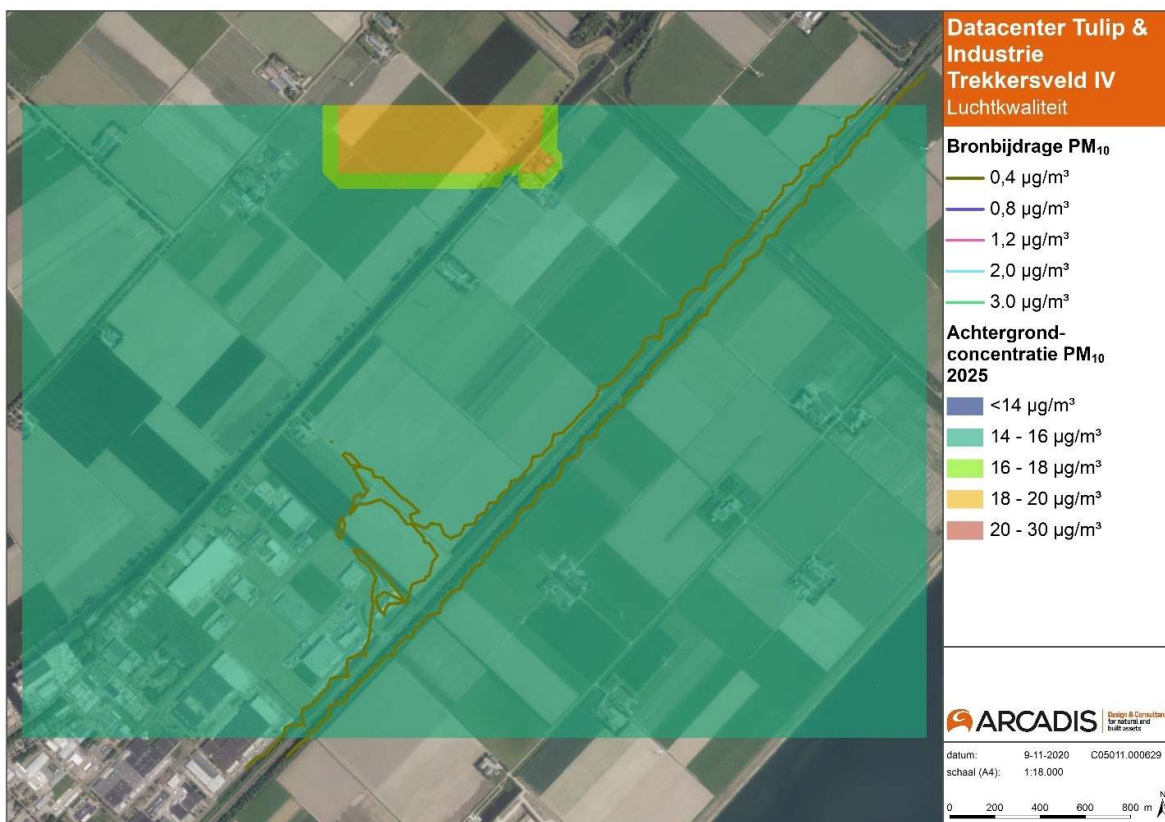 Datacenter Tulip &
Industrie
Trekkersveld IV
Luchtkwaliteit
Bronbijdrage PM₁₀
0,4 µg/m³
0,8 µg/m³
1,2 µg/m³
2,0 µg/m³
3.0 µg/m³
Achtergrond-
concentratie PM₁₀
2025
<14 µg/m³
14 - 16 µg/m³
16 - 18 µg/m³
18 - 20 µg/m³
20 - 30 µg/m³
ARCADIS
Design & Consultan
for natural and
built assets
datum: 9-11-2020 C05011.000629
schaal (A4): 1:18.000
0 200 400 600 800 m
N